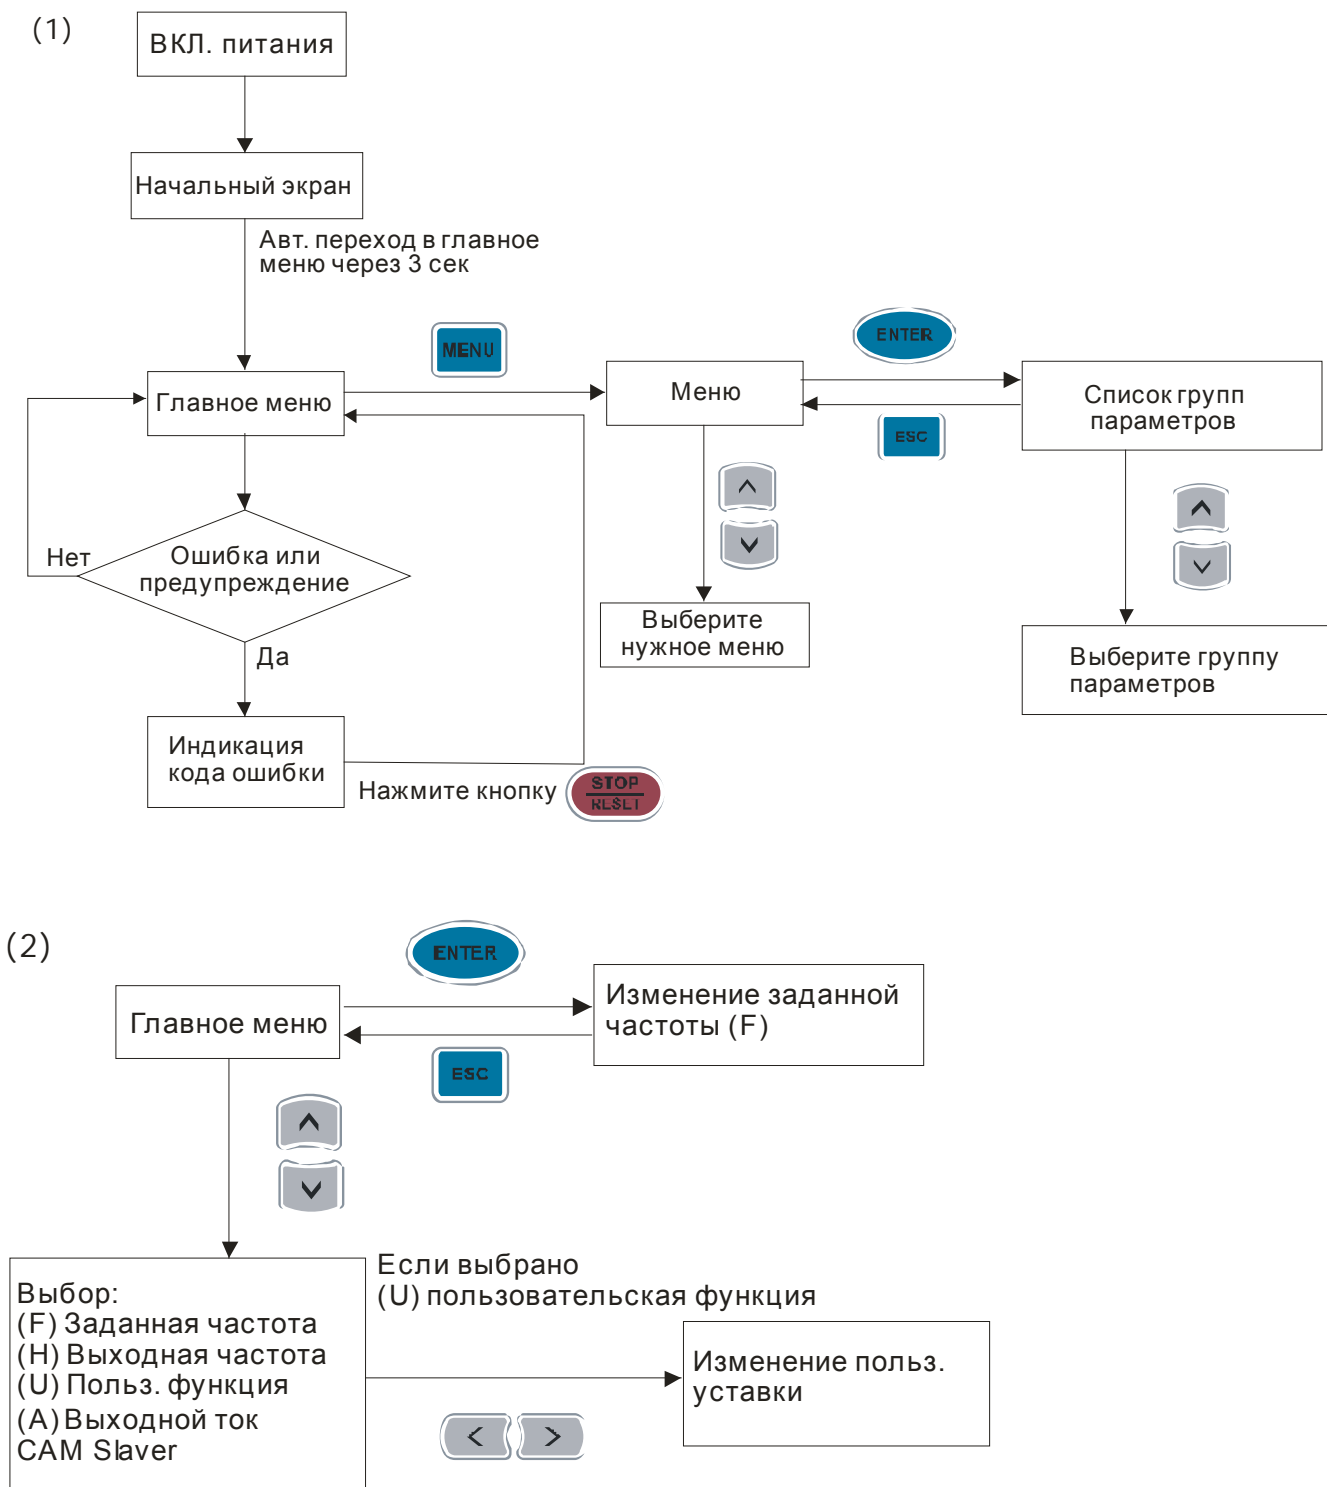 (1)
ВКЛ. питания
Начальный экран
Авт. переход в главное
меню через 3 сек
MENU
ENTER
Главное меню
Меню
Список групп
параметров
ESC
Нет
Ошибка или
предупреждение
Да
Выберите
нужное меню
Выберите группу
параметров
Индикация
кода ошибки
Нажмите кнопку
STOP
RESET
(2)
ENTER
Главное меню
Изменение заданной
частоты (F)
ESC
Если выбрано
(U) пользовательская функция
Выбор:
(F) Заданная частота
(H) Выходная частота
(U) Польз. функция
(A) Выходной ток
CAM Slaver
Изменение польз.
уставки